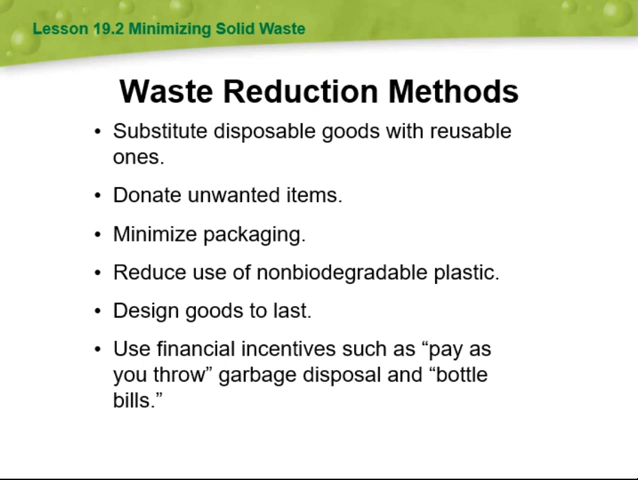 Lesson 19.2 Minimizing Solid Waste
Waste Reduction Methods
• Substitute disposable goods with reusable
ones.
• Donate unwanted items.
• Minimize packaging.
• Reduce use of nonbiodegradable plastic.
• Design goods to last.
• Use financial incentives such as “pay as
you throw” garbage disposal and “bottle
bills.”